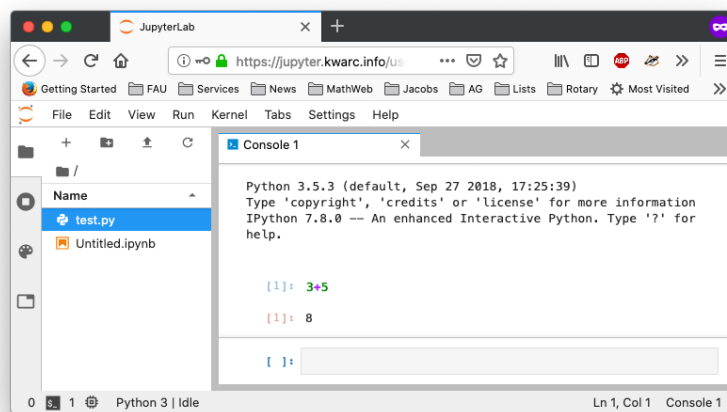 JupyterLab
https://jupyter.kwarc.info/us
ABP
Getting Started FAU Services News MathWeb Jacobs AG Lists Rotary Most Visited
File Edit View Run Kernel Tabs Settings Help
Console 1
/
Name
test.py
Untitled.ipynb
Python 3.5.3 (default, Sep 27 2018, 17:25:39)
Type 'copyright', 'credits' or 'license' for more information
IPython 7.8.0 -- An enhanced Interactive Python. Type '?' for
help.
[1]: 3+5
[1]: 8
[ ]:
0 $_ 1 Python 3 | Idle Ln 1, Col 1 Console 1